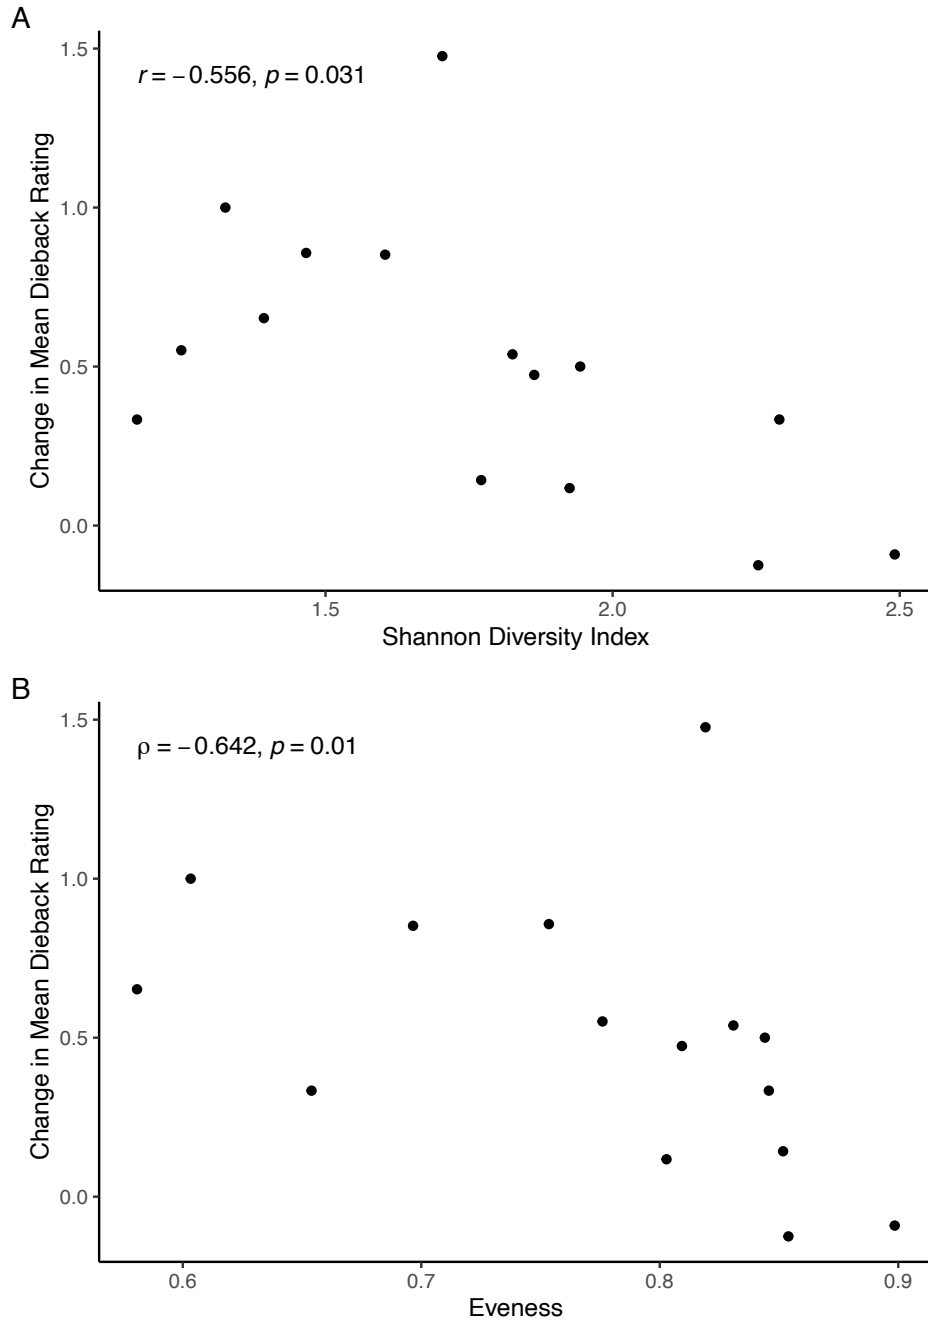 A
1.5
r = −0.556, p = 0.031
1.0
0.5
0.0
Change in Mean Dieback Rating
1.5 2.0 2.5
Shannon Diversity Index
B
1.5
ρ = −0.642, p = 0.01
1.0
0.5
0.0
Change in Mean Dieback Rating
0.6 0.7 0.8 0.9
Eveness